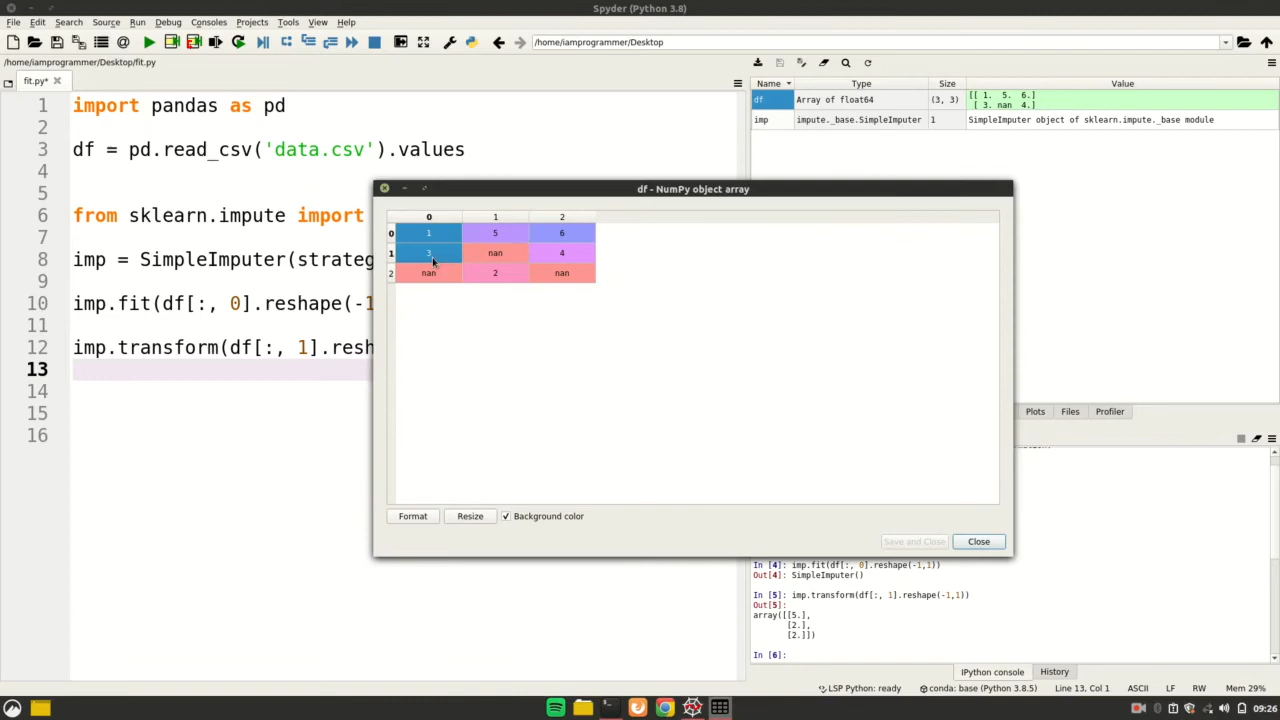 Spyder (Python 3.8)
File Edit Search Source Run Debug Consoles Projects Tools View Help
/home/iamprogrammer/Desktop
/home/iamprogrammer/Desktop/fit.py
fit.py*
1 import pandas as pd
2
3 df = pd.read_csv('data.csv').values
4
5
6 from sklearn.impute import
7
8 imp = SimpleImputer(strateg
9
10 imp.fit(df[:, 0].reshape(-1
11
12 imp.transform(df[:, 1].resh
13
14
15
16
Name Type Size Value
df Array of float64 (3, 3) [[ 1. 5. 6.]
[ 3. nan 4.]
imp impute._base.SimpleImputer 1 SimpleImputer object of sklearn.impute._base module
df - NumPy object array
0 1 2
0 1 5 6
1 3 nan 4
2 nan 2 nan
Format Resize Background color
Save and Close Close
Plots Files Profiler
In [4]: imp.fit(df[:, 0].reshape(-1,1))
Out[4]: SimpleImputer()
In [5]: imp.transform(df[:, 1].reshape(-1,1))
Out[5]:
array([[5.],
[2.],
[2.]])
In [6]:
IPython console History
LSP Python: ready conda: base (Python 3.8.5) Line 13, Col 1 ASCII LF RW Mem 29%
09:26